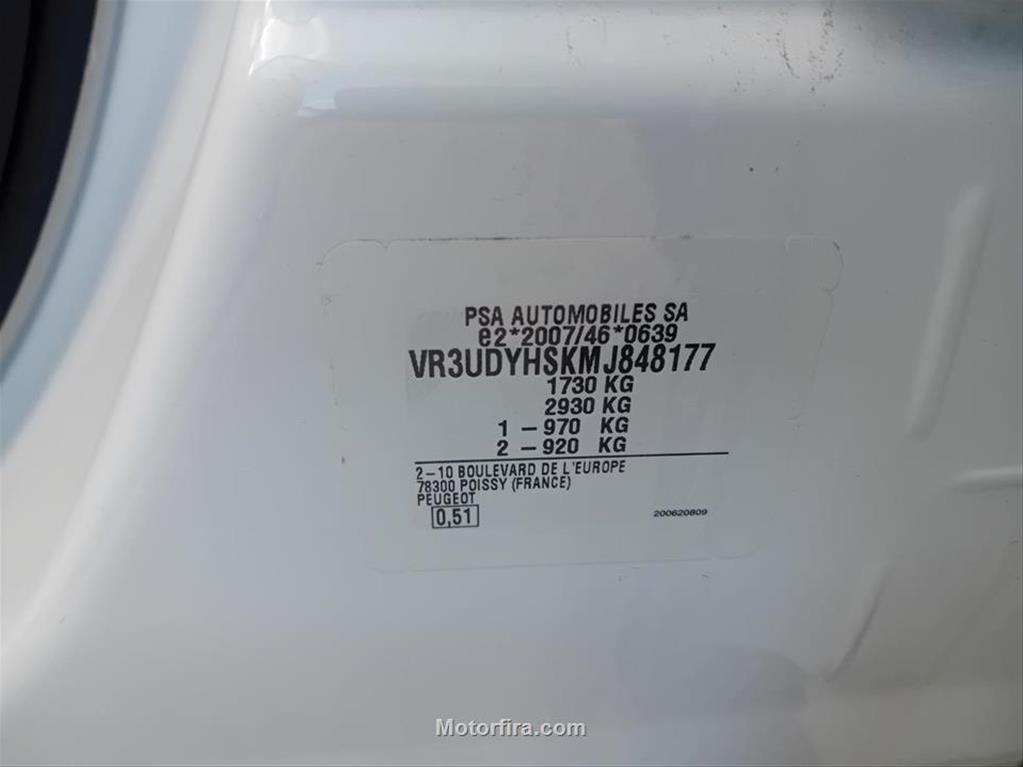 PSA AUTOMOBILES SA
e2*2007/46*0639
VR3UDYHSKMJ848177
1730 KG
2930 KG
1 – 970 KG
2 – 920 KG
2–10 BOULEVARD DE L'EUROPE
78300 POISSY (FRANCE)
PEUGEOT
0,51
200620809
Motorfira.com